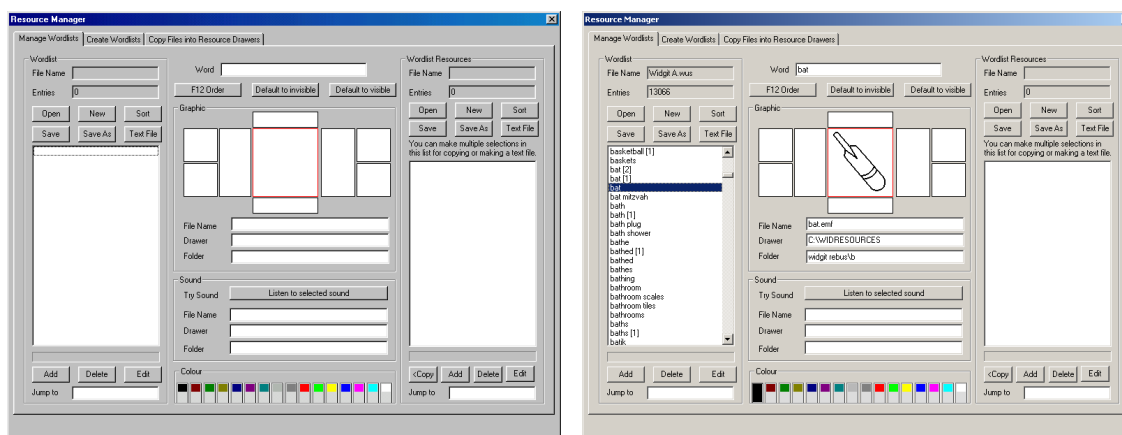 Resource Manager
Manage Wordlists Create Wordlists Copy Files into Resource Drawers
Wordlist
File Name
Entries 0
Open New Sort
Save Save As Text File
Add Delete Edit
Jump to
Word
F12 Order Default to invisible Default to visible
Graphic
File Name
Drawer
Folder
Sound
Try Sound Listen to selected sound
File Name
Drawer
Folder
Colour
Wordlist Resources
File Name
Entries 0
Open New Sort
Save Save As Text File
You can make multiple selections in
this list for copying or making a text file.
<Copy Add Delete Edit
Jump to
Resource Manager
Manage Wordlists Create Wordlists Copy Files into Resource Drawers
Wordlist
File Name Widgit A.wus
Entries 13066
Open New Sort
Save Save As Text File
basketball [1]
baskets
bat [2]
bat [1]
bat
bat mitzvah
bath
bath [1]
bath plug
bath shower
bathe
bathed [1]
bathed
bathes
bathing
bathroom
bathroom scales
bathroom tiles
bathrooms
baths
baths [1]
batik
Add Delete Edit
Jump to
Word bat
F12 Order Default to invisible Default to visible
Graphic
File Name bat.emf
Drawer C:\WIDRESOURCES
Folder widgit rebus\b
Sound
Try Sound Listen to selected sound
File Name
Drawer
Folder
Colour
Wordlist Resources
File Name
Entries 0
Open New Sort
Save Save As Text File
You can make multiple selections in
this list for copying or making a text file.
<Copy Add Delete Edit
Jump to